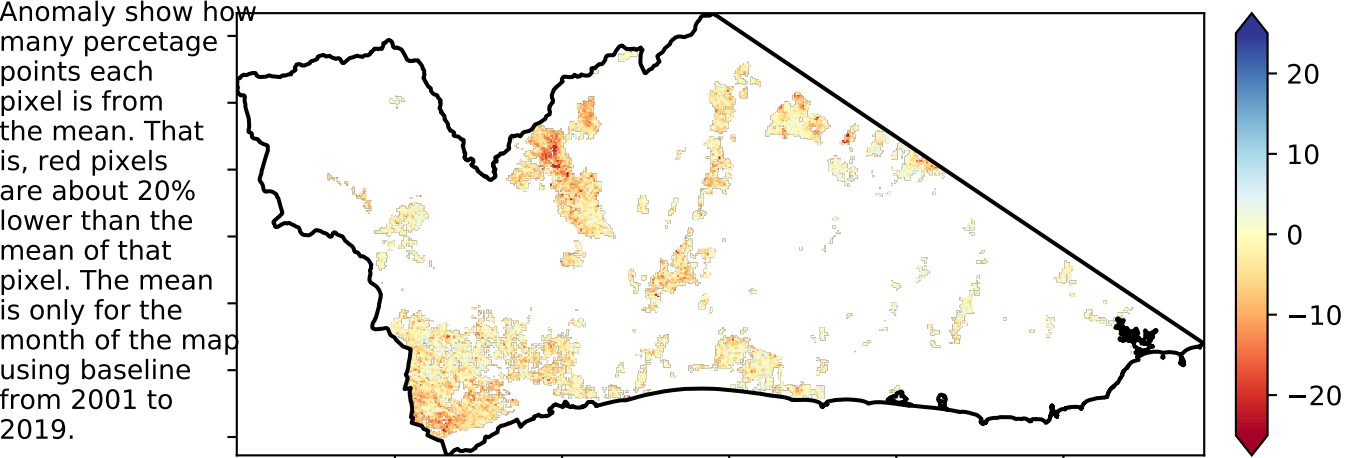 Anomaly show how
many percetage
points each
pixel is from
the mean. That
is, red pixels
are about 20%
lower than the
mean of that
pixel. The mean
is only for the
month of the map
using baseline
from 2001 to
2019.
20
10
0
−10
−20